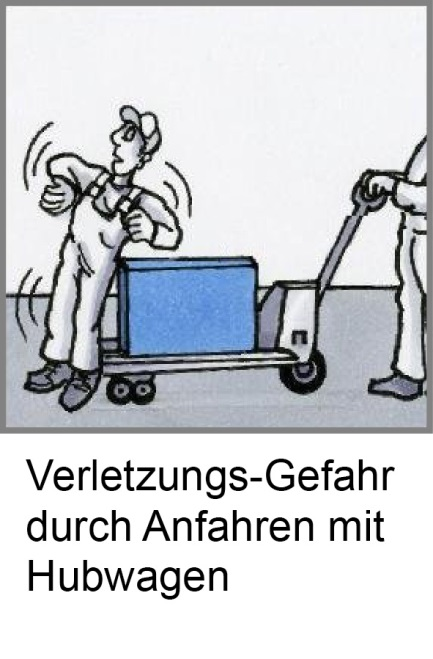 Verletzungs-Gefahr
durch Anfahren mit
Hubwagen